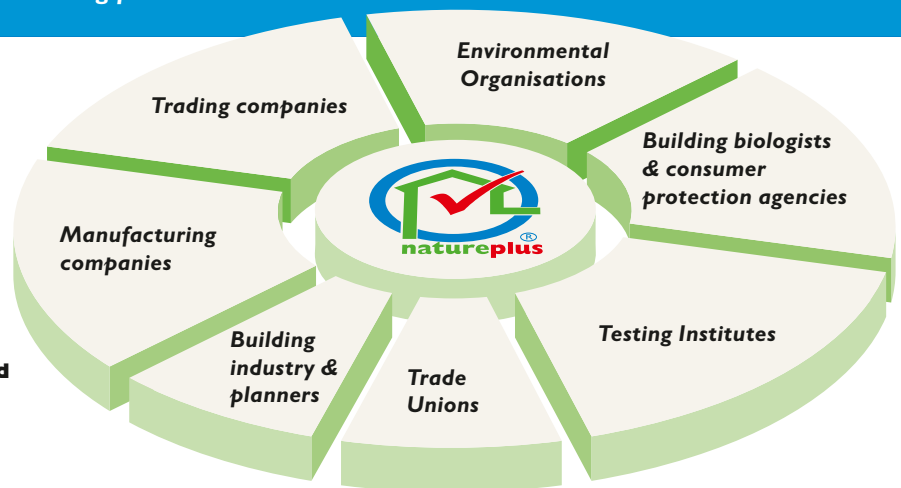 Environmental
Organisations
Trading companies
Building biologists
& consumer
protection agencies
natureplus®
Manufacturing
companies
Testing Institutes
Building
industry &
planners
Trade
Unions
d